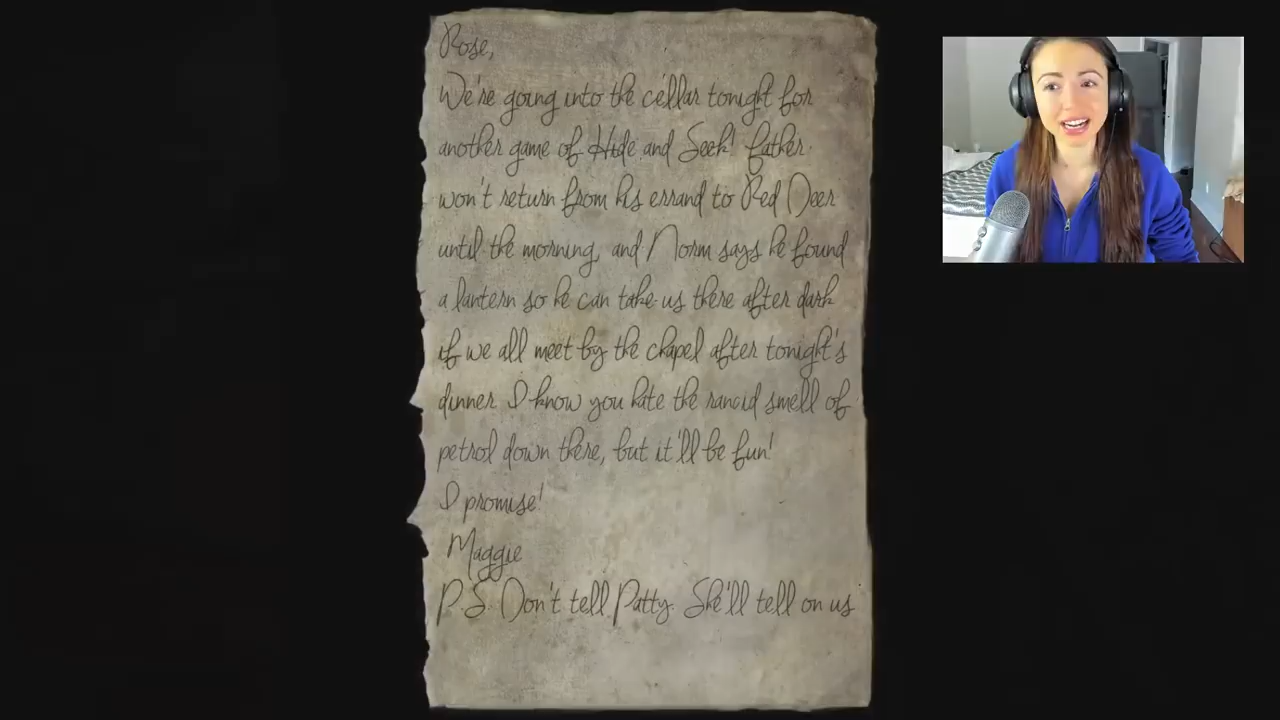 Rose,
We're going into the cellar tonight for
another game of Hide and Seek! Father
won't return from his errand to Red Deer
until the morning, and Norm says he found
a lantern so he can take us there after dark
if we all meet by the chapel after tonight's
dinner. I know you hate the rancid smell of
petrol down there, but it'll be fun!
I promise!
Maggie
P.S. Don't tell Patty. She'll tell on us